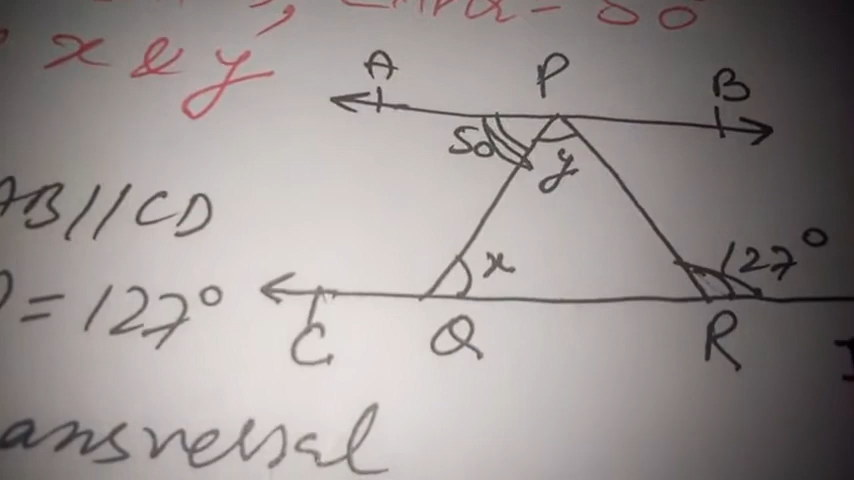 x & y
A P B
50 y
AB//CD
x 127°
= 127°
C Q R
ansversal